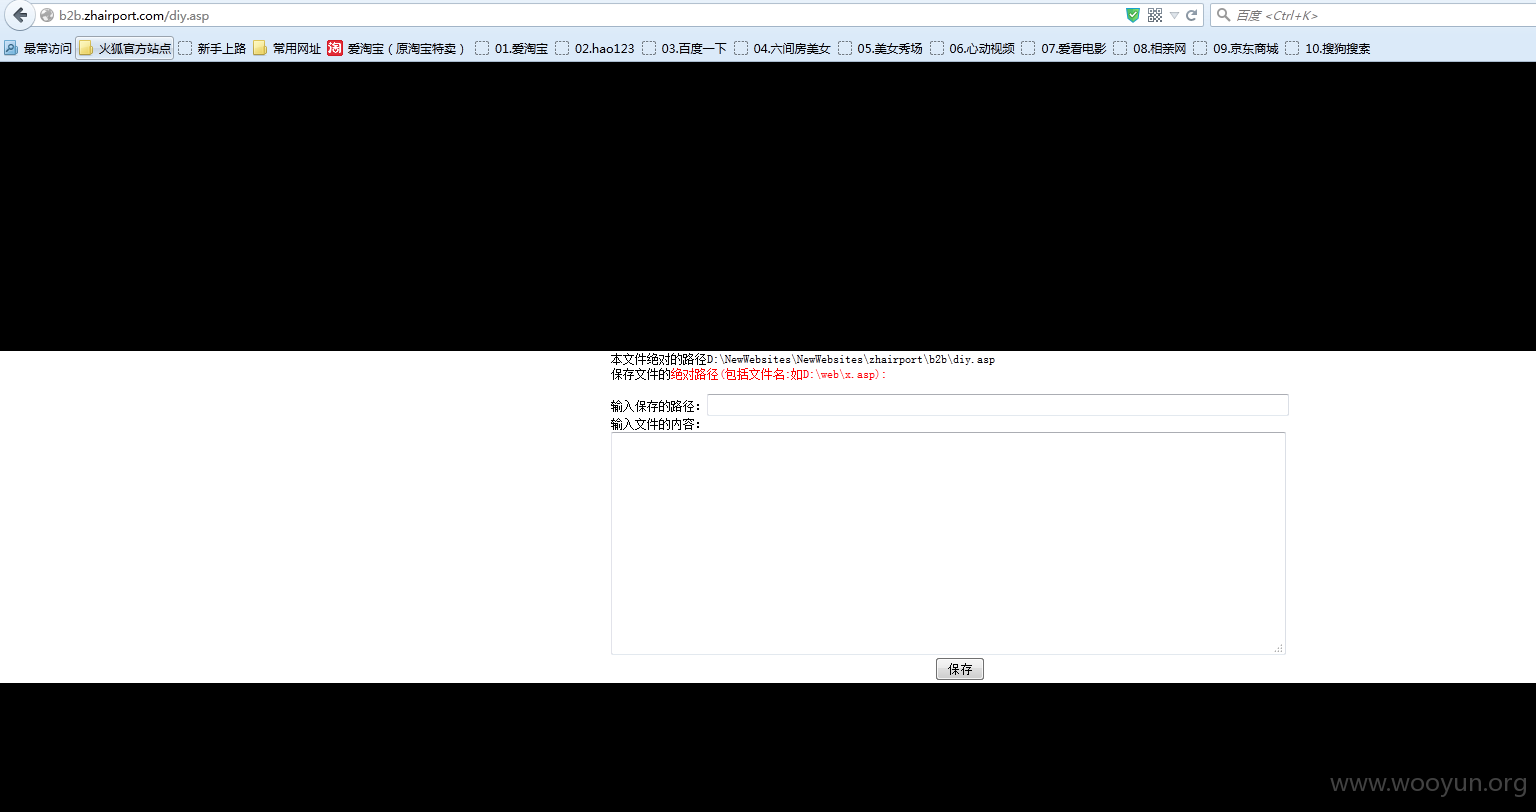 b2b.zhairport.com/diy.asp
百度 <Ctrl+K>
最常访问 火狐官方站点 新手上路 常用网址 淘 爱淘宝（原淘宝特卖） 01.爱淘宝 02.hao123 03.百度一下 04.六间房美女 05.美女秀场 06.心动视频 07.爱看电影 08.相亲网 09.京东商城 10.搜狗搜索
本文件绝对的路径D:\NewWebsites\NewWebsites\zhairport\b2b\diy.asp
保存文件的绝对路径(包括文件名:如D:\web\x.asp):
输入保存的路径:
输入文件的内容:
保存
www.wooyun.org